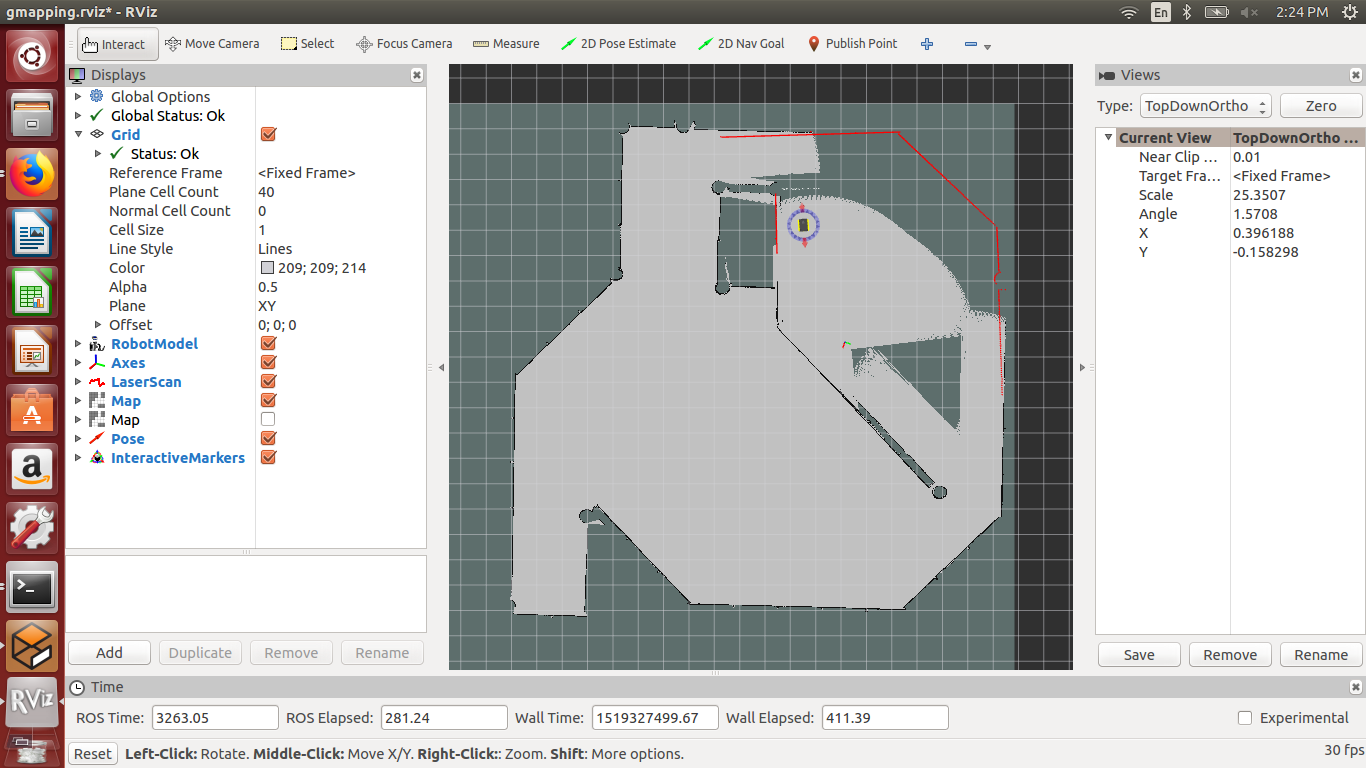 gmapping.rviz* - RViz
En
2:24 PM
Interact
Move Camera
Select
Focus Camera
Measure
2D Pose Estimate
2D Nav Goal
Publish Point
Displays
Global Options
Global Status: Ok
Grid
Status: Ok
Reference Frame <Fixed Frame>
Plane Cell Count 40
Normal Cell Count 0
Cell Size 1
Line Style Lines
Color 209; 209; 214
Alpha 0.5
Plane XY
Offset 0; 0; 0
RobotModel
Axes
LaserScan
Map
Map
Pose
InteractiveMarkers
Add Duplicate Remove Rename
Views
Type: TopDownOrtho Zero
Current View TopDownOrtho ...
Near Clip ... 0.01
Target Fra... <Fixed Frame>
Scale 25.3507
Angle 1.5708
X 0.396188
Y -0.158298
Save Remove Rename
Time
ROS Time: 3263.05 ROS Elapsed: 281.24 Wall Time: 1519327499.67 Wall Elapsed: 411.39 Experimental
Reset Left-Click: Rotate. Middle-Click: Move X/Y. Right-Click:: Zoom. Shift: More options. 30 fps
RViz